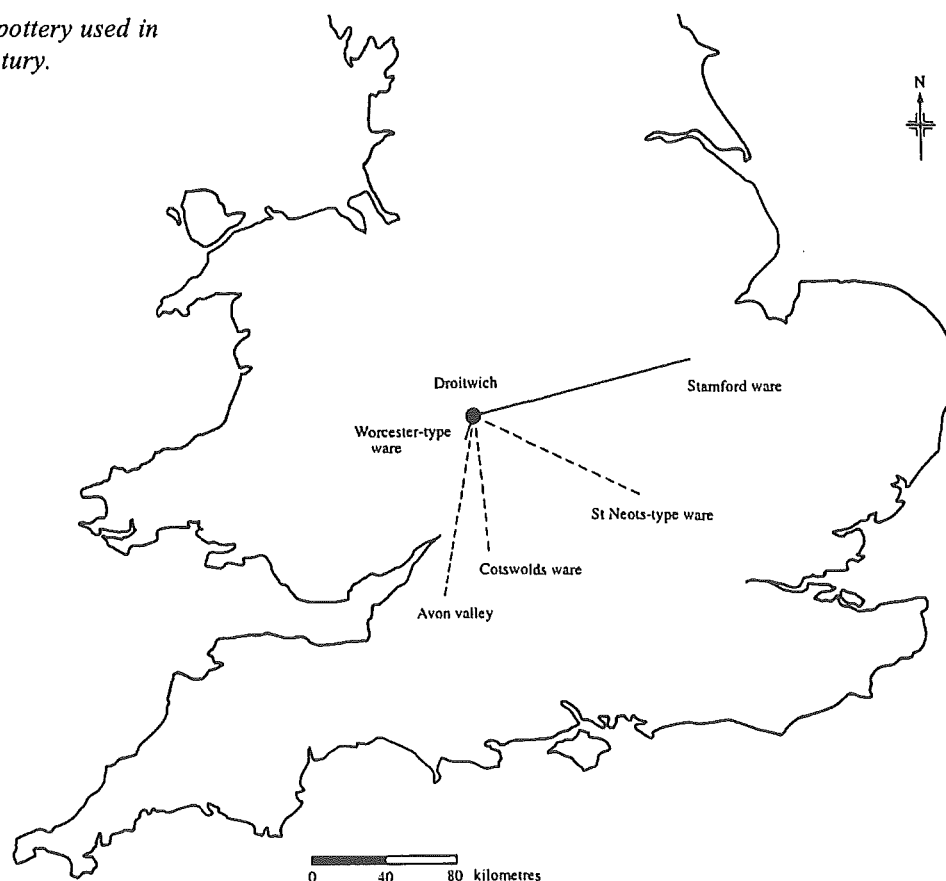 pottery used in
tury.
N
Droitwich
Stamford ware
Worcester-type
ware
St Neots-type ware
Cotswolds ware
Avon valley
0 40 80 kilometres